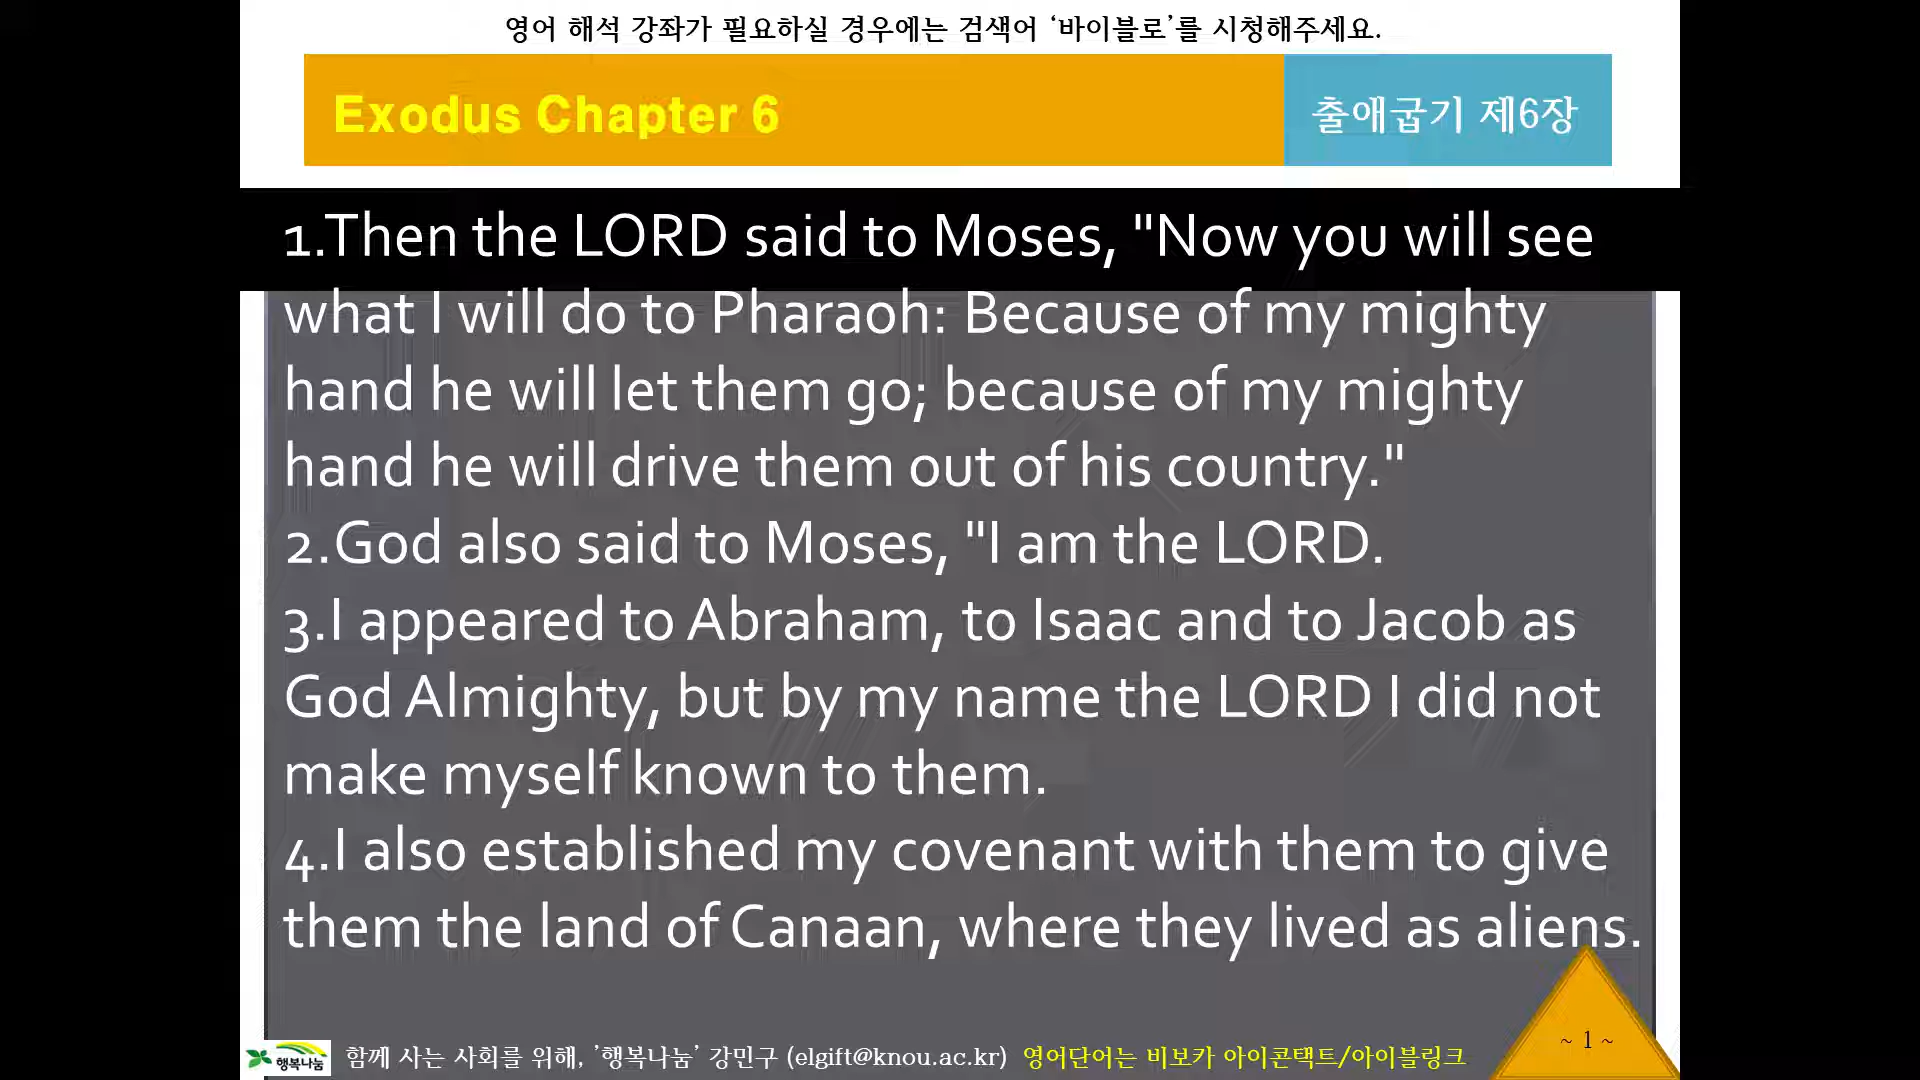 영어 해석 강좌가 필요하실 경우에는 검색어 ‘바이블로’를 시청해주세요.
Exodus Chapter 6
출애굽기 제6장
1.Then the LORD said to Moses, "Now you will see
what I will do to Pharaoh: Because of my mighty
hand he will let them go; because of my mighty
hand he will drive them out of his country."
2.God also said to Moses, "I am the LORD.
3.I appeared to Abraham, to Isaac and to Jacob as
God Almighty, but by my name the LORD I did not
make myself known to them.
4.I also established my covenant with them to give
them the land of Canaan, where they lived as aliens.
~ 1 ~
행복나눔 함께 사는 사회를 위해, ’행복나눔’ 강민구 (elgift@knou.ac.kr) 영어단어는 비보카 아이콘택트/아이블링크